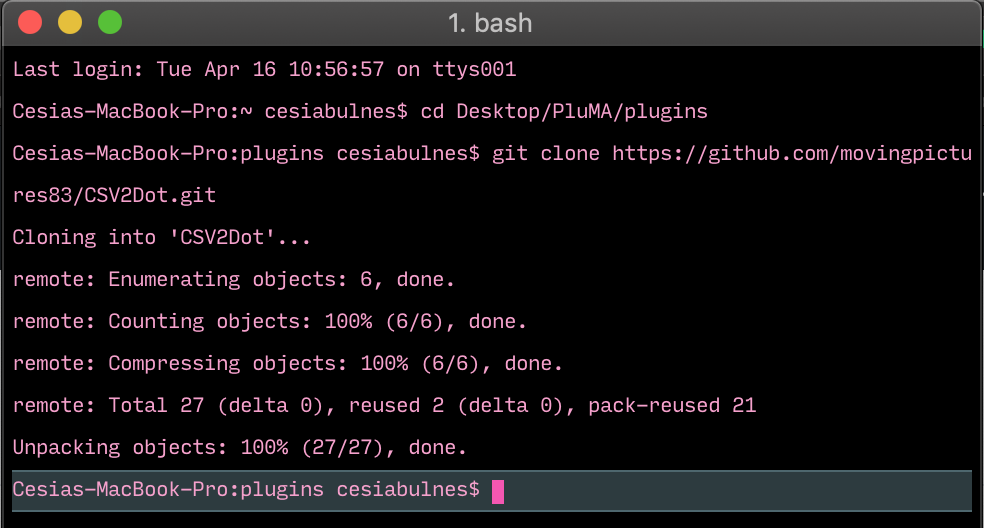 1. bash
Last login: Tue Apr 16 10:56:57 on ttys001
Cesias-MacBook-Pro:~ cesiabulnes$ cd Desktop/PluMA/plugins
Cesias-MacBook-Pro:plugins cesiabulnes$ git clone https://github.com/movingpictu
res83/CSV2Dot.git
Cloning into 'CSV2Dot'...
remote: Enumerating objects: 6, done.
remote: Counting objects: 100% (6/6), done.
remote: Compressing objects: 100% (6/6), done.
remote: Total 27 (delta 0), reused 2 (delta 0), pack-reused 21
Unpacking objects: 100% (27/27), done.
Cesias-MacBook-Pro:plugins cesiabulnes$